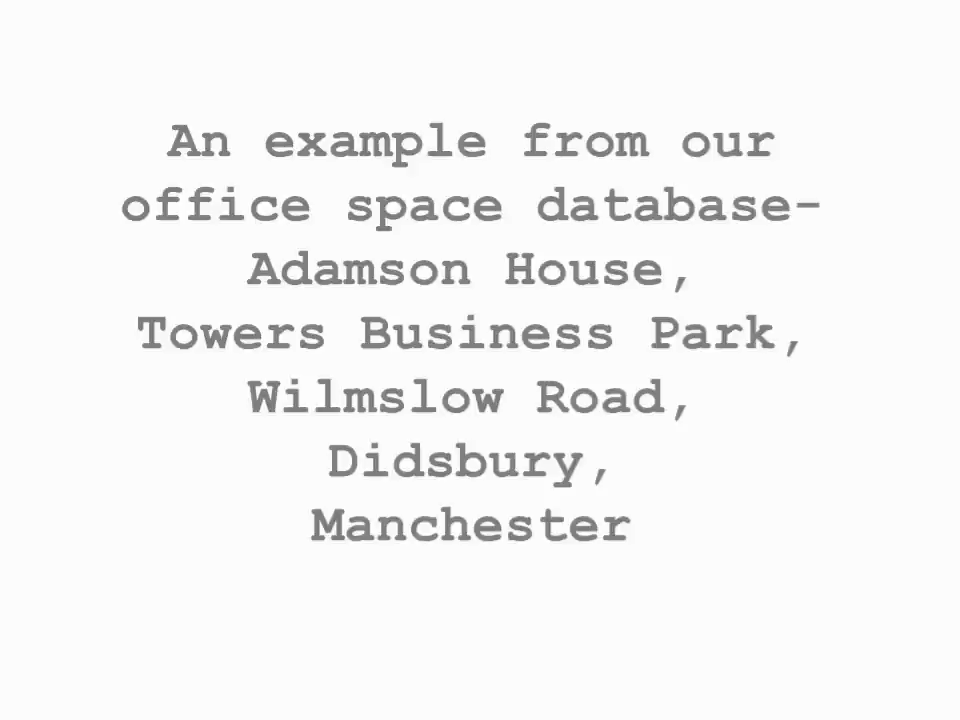 An example from our
office space database-
Adamson House,
Towers Business Park,
Wilmslow Road,
Didsbury,
Manchester